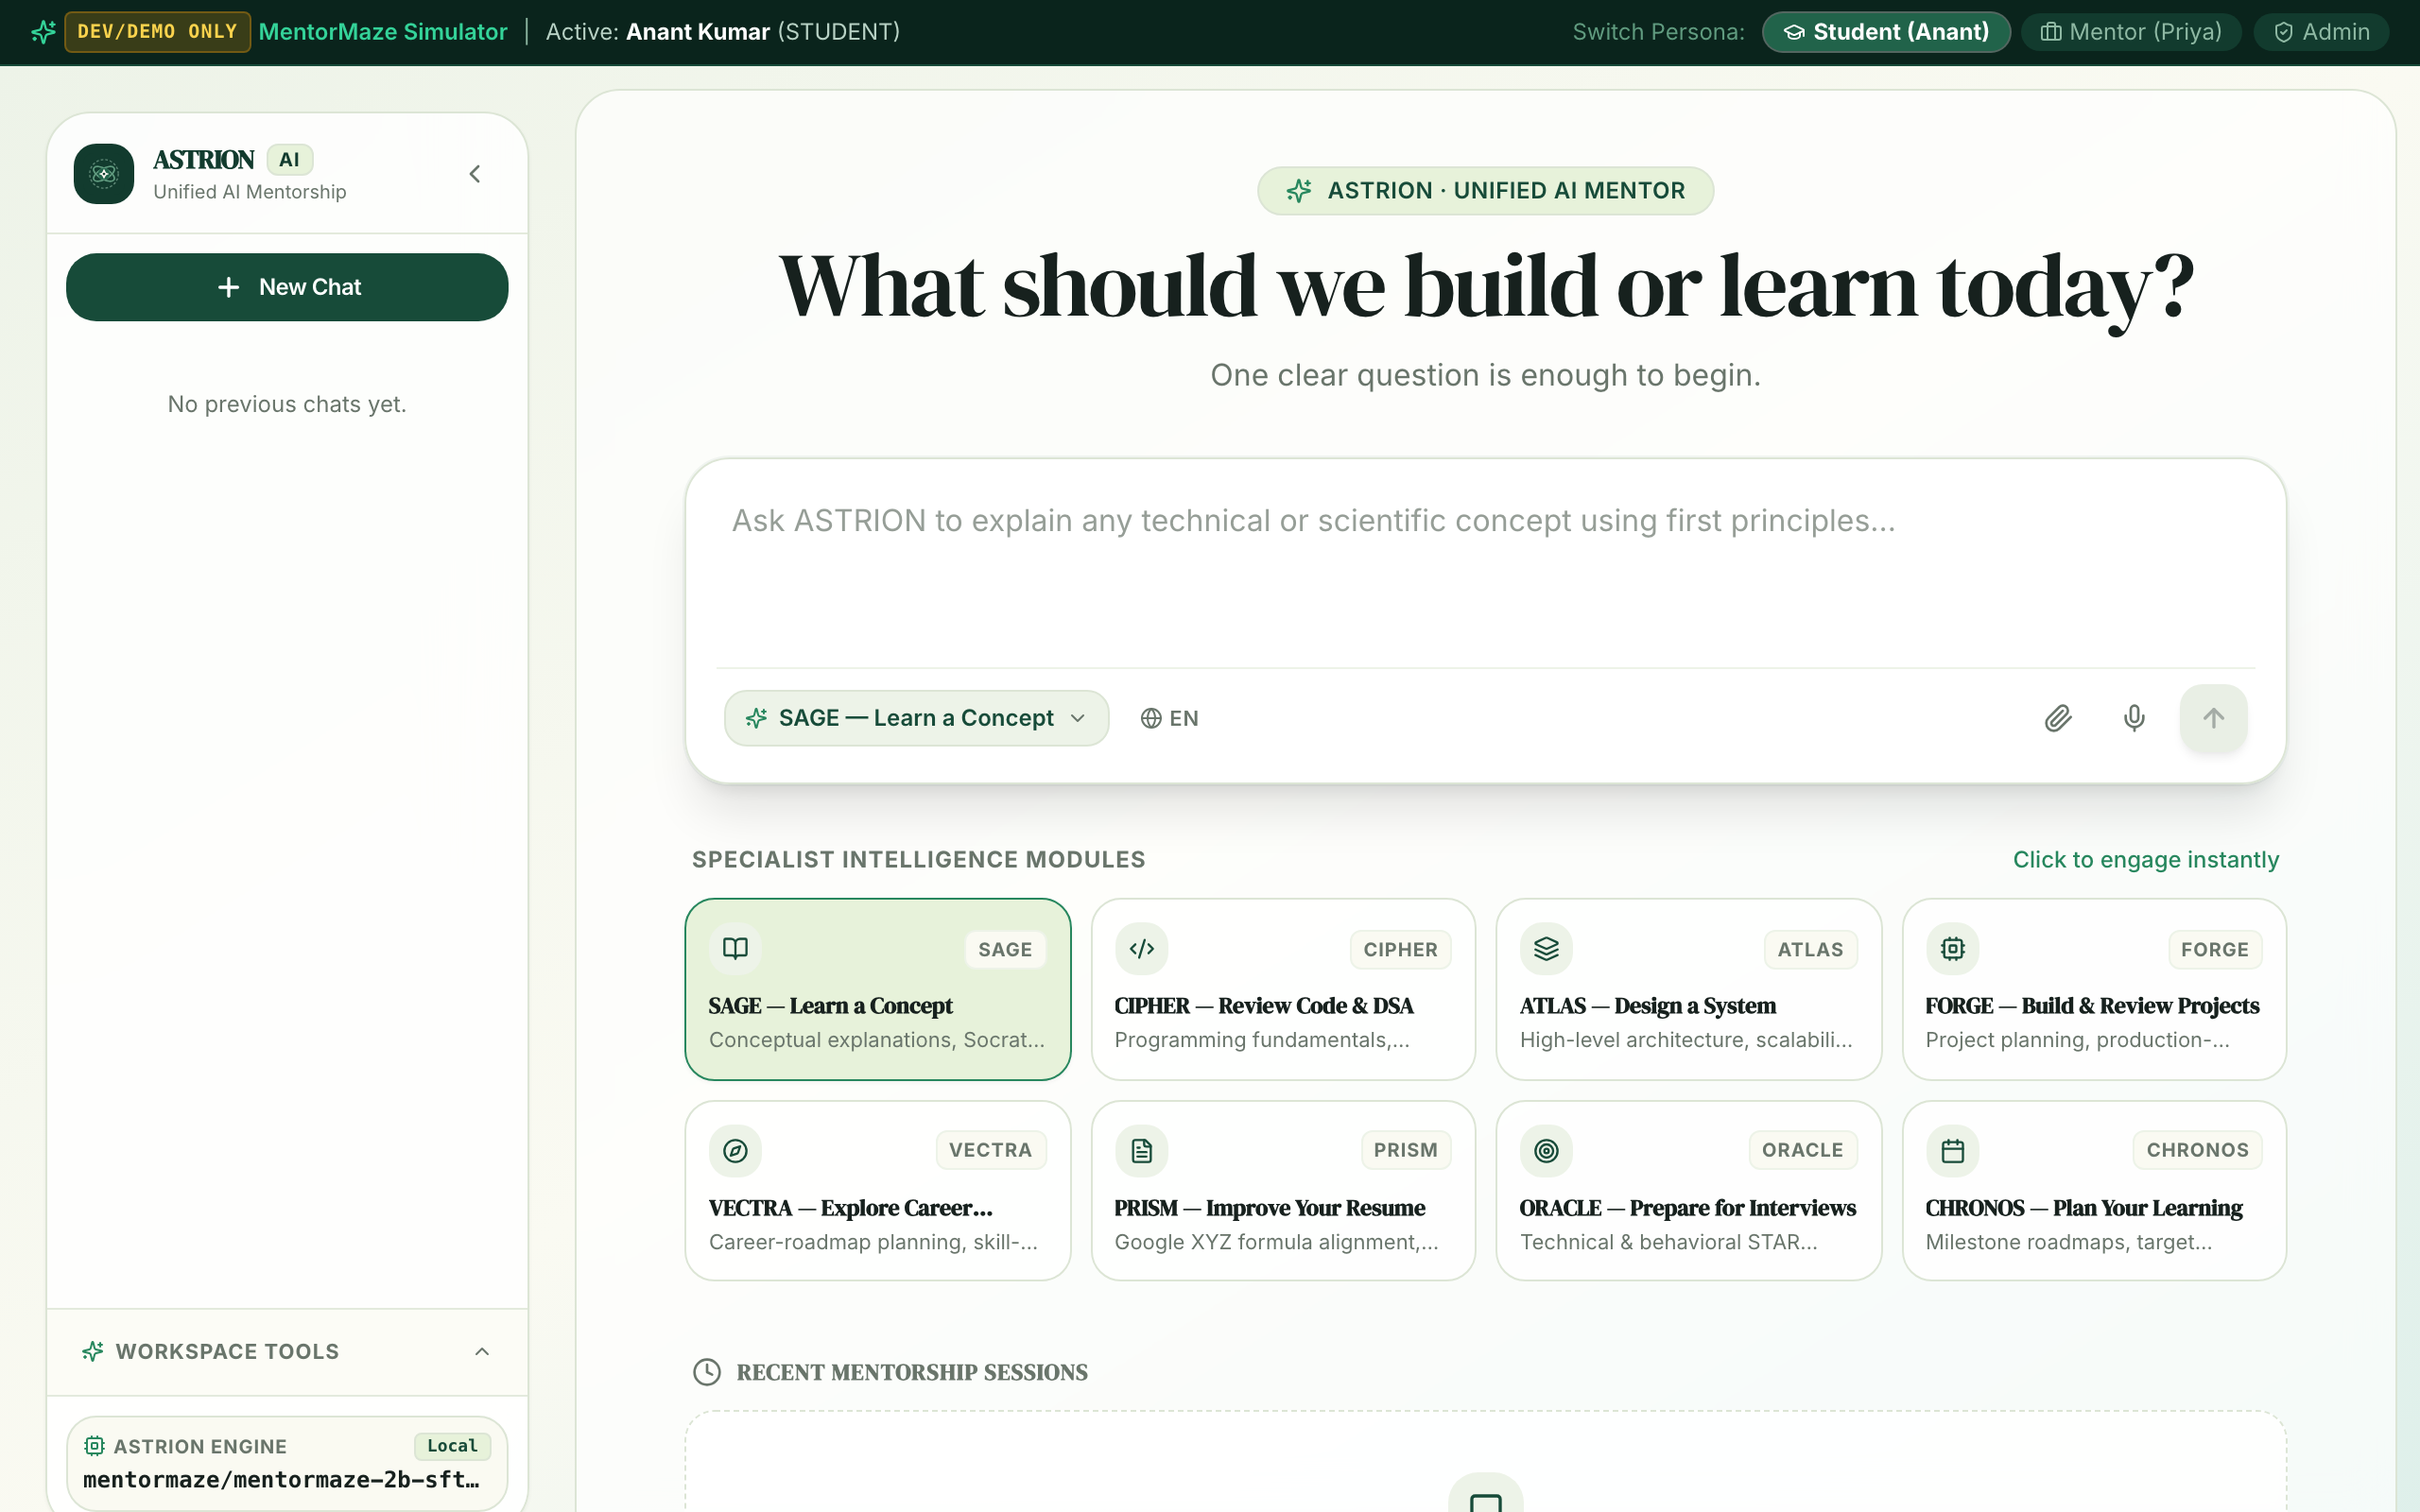 DEV/DEMO ONLY MentorMaze Simulator | Active: Anant Kumar (STUDENT)
Switch Persona: Student (Anant) Mentor (Priya) Admin
ASTRION AI
Unified AI Mentorship
New Chat
No previous chats yet.
WORKSPACE TOOLS
ASTRION ENGINE Local
mentormaze/mentormaze-2b-sft…
ASTRION · UNIFIED AI MENTOR
What should we build or learn today?
One clear question is enough to begin.
Ask ASTRION to explain any technical or scientific concept using first principles...
SAGE — Learn a Concept EN
SPECIALIST INTELLIGENCE MODULES Click to engage instantly
SAGE
SAGE — Learn a Concept
Conceptual explanations, Socrat...
CIPHER
CIPHER — Review Code & DSA
Programming fundamentals,...
ATLAS
ATLAS — Design a System
High-level architecture, scalabili...
FORGE
FORGE — Build & Review Projects
Project planning, production-...
VECTRA
VECTRA — Explore Career...
Career-roadmap planning, skill-...
PRISM
PRISM — Improve Your Resume
Google XYZ formula alignment,...
ORACLE
ORACLE — Prepare for Interviews
Technical & behavioral STAR...
CHRONOS
CHRONOS — Plan Your Learning
Milestone roadmaps, target...
RECENT MENTORSHIP SESSIONS